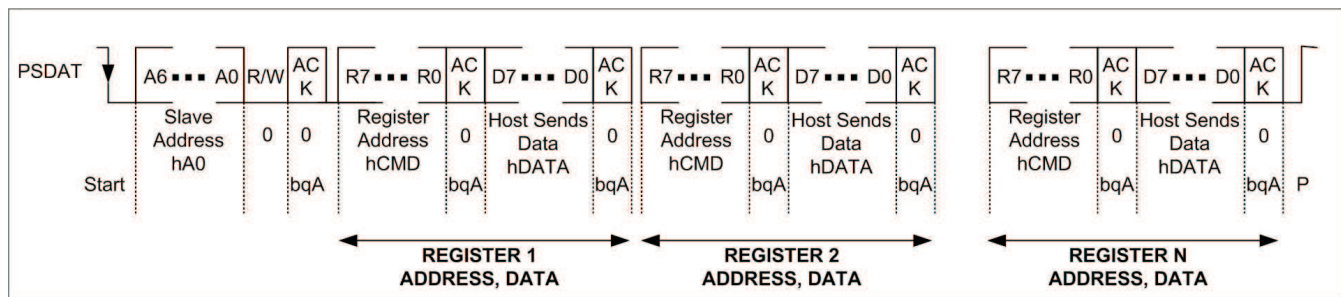 PSDAT
A6 ▪▪▪ A0 R/W AC K R7 ▪▪▪ R0 AC K D7 ▪▪▪ D0 AC K R7 ▪▪▪ R0 AC K D7 ▪▪▪ D0 AC K R7 ▪▪▪ R0 AC K D7 ▪▪▪ D0 AC K
Slave Address hA0 0 0 Register Address hCMD 0 Host Sends Data hDATA 0 Register Address hCMD 0 Host Sends Data hDATA 0 Register Address hCMD 0 Host Sends Data hDATA 0
Start bqA bqA bqA bqA bqA bqA bqA P
REGISTER 1 REGISTER 2 REGISTER N
ADDRESS, DATA ADDRESS, DATA ADDRESS, DATA